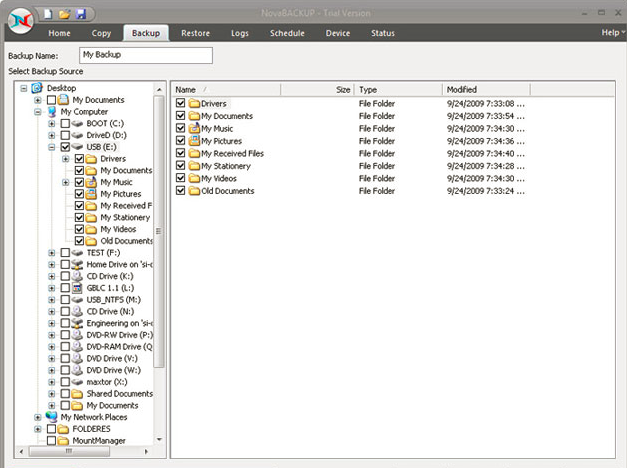 NovaBACKUP - Trial Version
Home Copy Backup Restore Logs Schedule Device Status Help
Backup Name: My Backup
Select Backup Source
Desktop
My Documents
My Computer
BOOT (C:)
DriveD (D:)
USB (E:)
Drivers
My Documents
My Music
My Pictures
My Received F
My Stationery
My Videos
Old Documents
TEST (F:)
Home Drive on 'si-c
CD Drive (K:)
GBLC 1.1 (L:)
USB_NTFS (M:)
CD Drive (N:)
Engineering on 'si-c
DVD-RW Drive (P:)
DVD-RAM Drive (Q
DVD Drive (V:)
DVD Drive (W:)
maxtor (X:)
Shared Documents
My Documents
My Network Places
FOLDERES
MountManager
Name Size Type Modified
Drivers File Folder 9/24/2009 7:33:08 ...
My Documents File Folder 9/24/2009 7:33:54 ...
My Music File Folder 9/24/2009 7:34:30 ...
My Pictures File Folder 9/24/2009 7:34:36 ...
My Received Files File Folder 9/24/2009 7:34:40 ...
My Stationery File Folder 9/24/2009 7:34:28 ...
My Videos File Folder 9/24/2009 7:34:30 ...
Old Documents File Folder 9/24/2009 7:33:24 ...